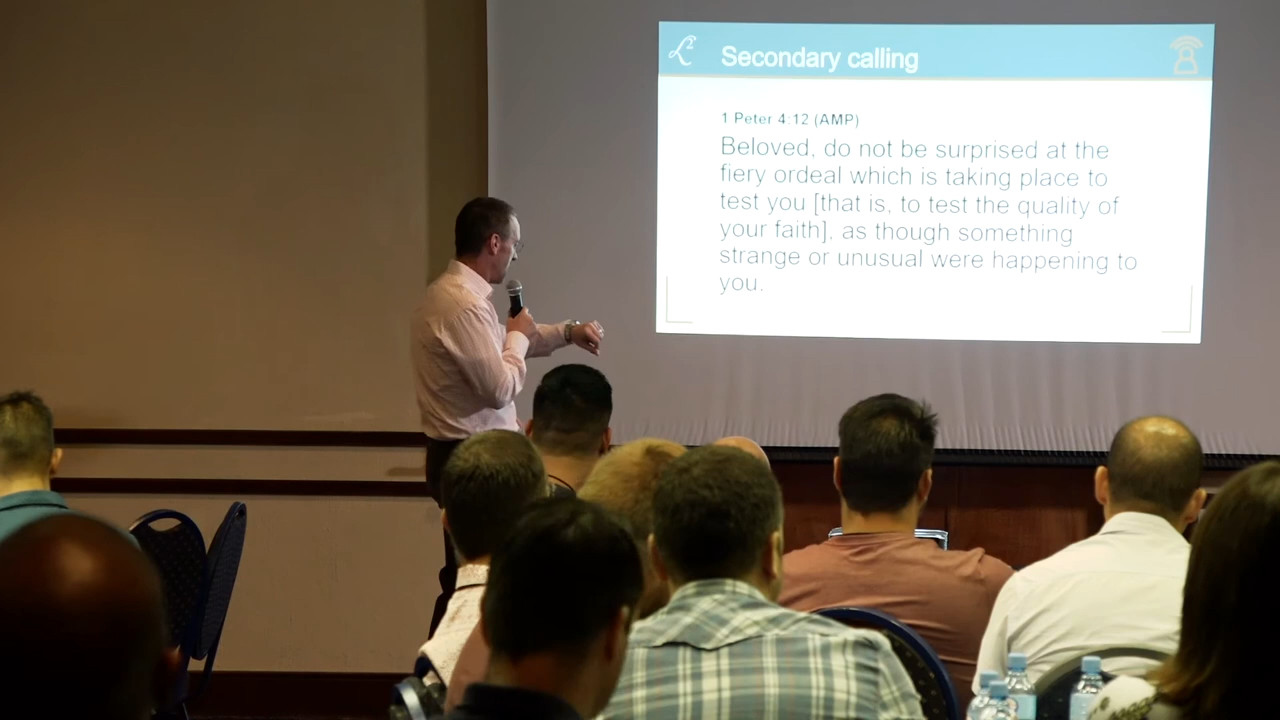 L²
Secondary calling
1 Peter 4:12 (AMP)
Beloved, do not be surprised at the
fiery ordeal which is taking place to
test you [that is, to test the quality of
your faith], as though something
strange or unusual were happening to
you.